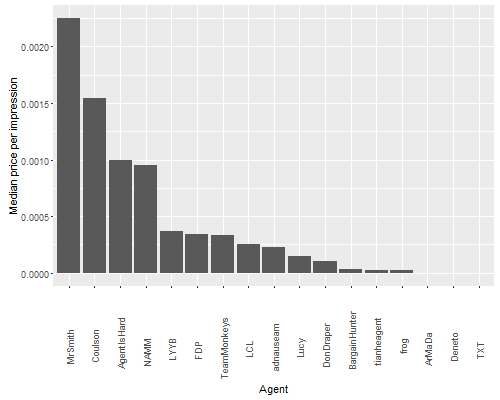 Median price per impression
0.0020
0.0015
0.0010
0.0005
0.0000
MrSmith
Coulson
AgentIsHard
NAMM
LYYB
FDP
TeamMonkeys
LCL
adnauseam
Lucy
DonDraper
BargainHunter
tianheagent
frog
ArMaDa
Deneto
TXT
Agent